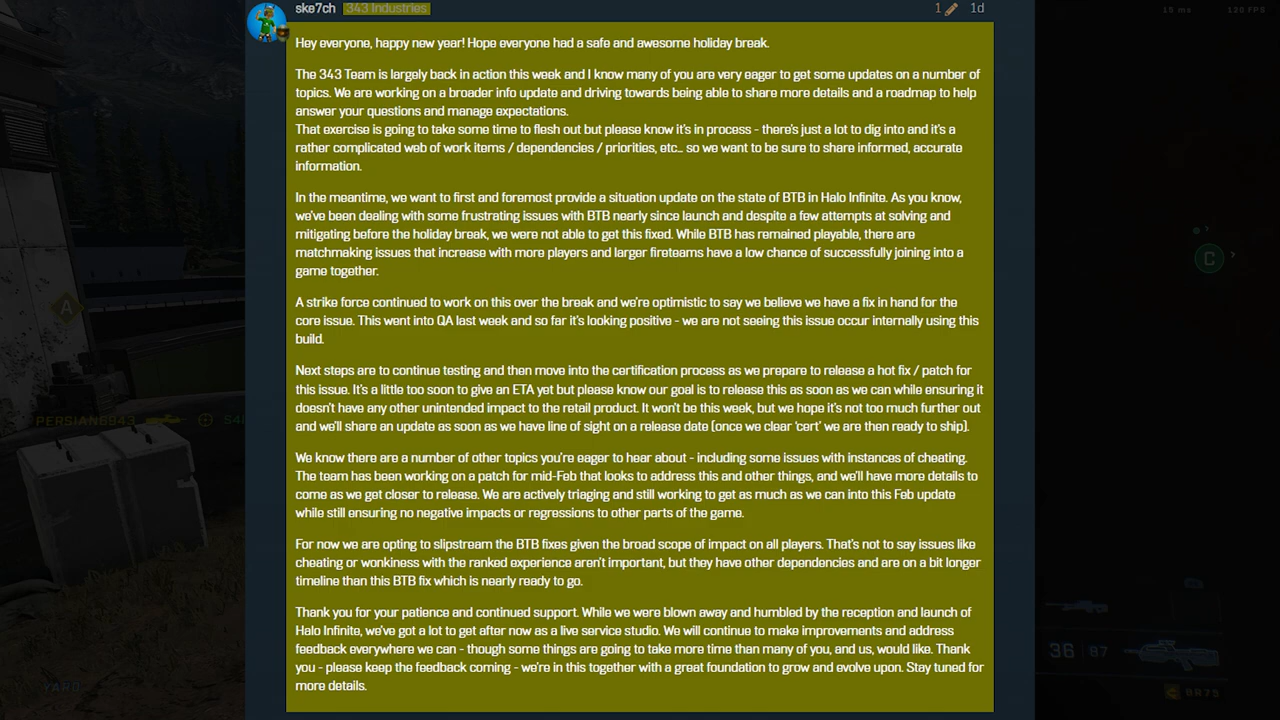 ske7ch 343 Industries 1 1d
19 ms 120 FPS
Hey everyone, happy new year! Hope everyone had a safe and awesome holiday break.
The 343 Team is largely back in action this week and I know many of you are very eager to get some updates on a number of
topics. We are working on a broader info update and driving towards being able to share more details and a roadmap to help
answer your questions and manage expectations.
That exercise is going to take some time to flesh out but please know it's in process - there's just a lot to dig into and it's a
rather complicated web of work items / dependencies / priorities, etc... so we want to be sure to share informed, accurate
information.
In the meantime, we want to first and foremost provide a situation update on the state of BTB in Halo Infinite. As you know,
we've been dealing with some frustrating issues with BTB nearly since launch and despite a few attempts at solving and
mitigating before the holiday break, we were not able to get this fixed. While BTB has remained playable, there are
matchmaking issues that increase with more players and larger fireteams have a low chance of successfully joining into a
game together.
C
A
A strike force continued to work on this over the break and we're optimistic to say we believe we have a fix in hand for the
core issue. This went into QA last week and so far it's looking positive - we are not seeing this issue occur internally using this
build.
Next steps are to continue testing and then move into the certification process as we prepare to release a hot fix / patch for
this issue. It's a little too soon to give an ETA yet but please know our goal is to release this as soon as we can while ensuring it
doesn't have any other unintended impact to the retail product. It won't be this week, but we hope it's not too much further out
and we'll share an update as soon as we have line of sight on a release date (once we clear 'cert' we are then ready to ship).
PERSIAN6943
We know there are a number of other topics you're eager to hear about - including some issues with instances of cheating.
The team has been working on a patch for mid-Feb that looks to address this and other things, and we'll have more details to
come as we get closer to release. We are actively triaging and still working to get as much as we can into this Feb update
while still ensuring no negative impacts or regressions to other parts of the game.
For now we are opting to slipstream the BTB fixes given the broad scope of impact on all players. That's not to say issues like
cheating or wonkiness with the ranked experience aren't important, but they have other dependencies and are on a bit longer
timeline than this BTB fix which is nearly ready to go.
Thank you for your patience and continued support. While we were blown away and humbled by the reception and launch of
Halo Infinite, we've got a lot to get after now as a live service studio. We will continue to make improvements and address
feedback everywhere we can - though some things are going to take more time than many of you, and us, would like. Thank
you - please keep the feedback coming - we're in this together with a great foundation to grow and evolve upon. Stay tuned for
more details.
36 87
YARD
BR75